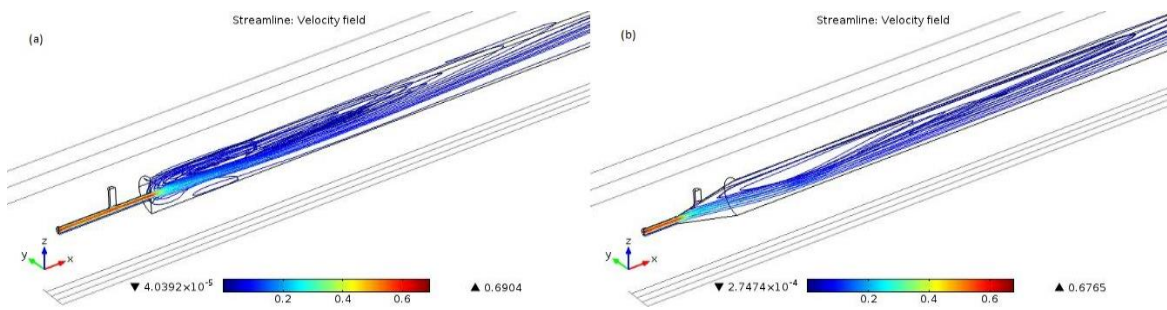 Streamline: Velocity field
(a)
y z x
▼ 4.0392×10⁻⁵ 0.2 0.4 0.6 ▲ 0.6904
Streamline: Velocity field
(b)
y z x
▼ 2.7474×10⁻⁴ 0.2 0.4 0.6 ▲ 0.6765